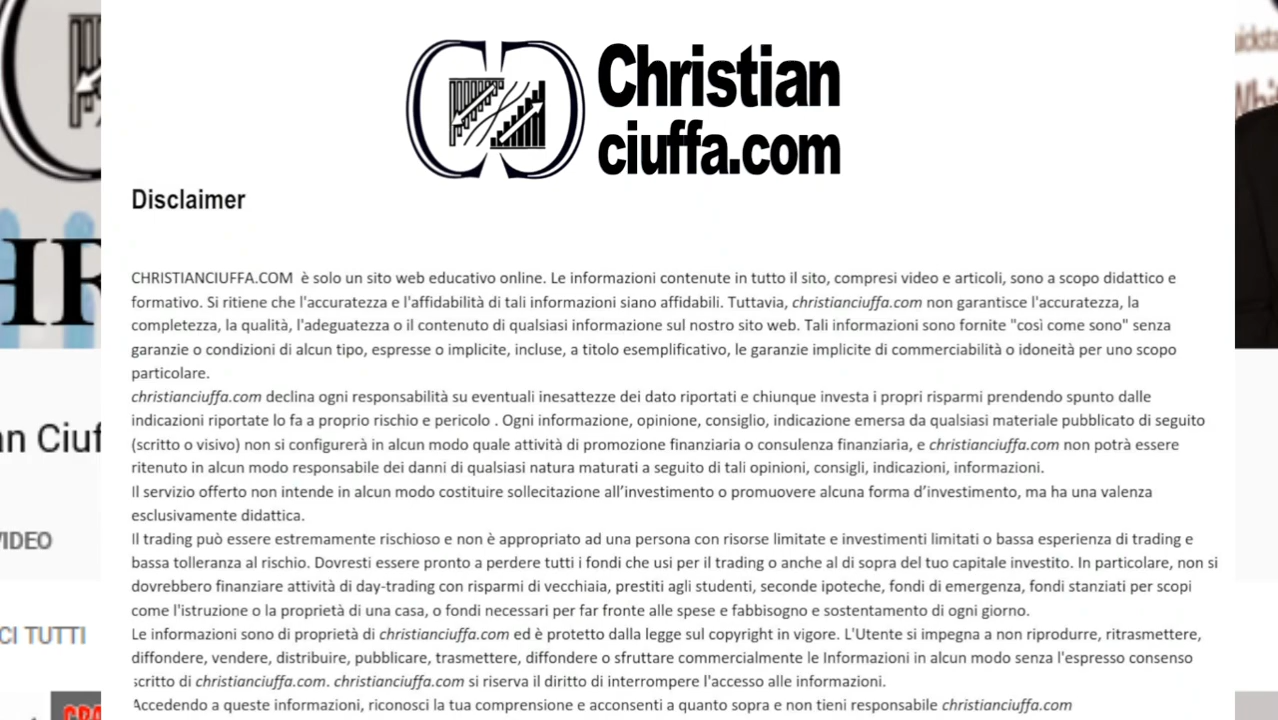 Christian
ciuffa.com
Disclaimer
CHRISTIANCIUFFA.COM è solo un sito web educativo online. Le informazioni contenute in tutto il sito, compresi video e articoli, sono a scopo didattico e
formativo. Si ritiene che l'accuratezza e l'affidabilità di tali informazioni siano affidabili. Tuttavia, christianciuffa.com non garantisce l'accuratezza, la
completezza, la qualità, l'adeguatezza o il contenuto di qualsiasi informazione sul nostro sito web. Tali informazioni sono fornite "così come sono" senza
garanzie o condizioni di alcun tipo, espresse o implicite, incluse, a titolo esemplificativo, le garanzie implicite di commerciabilità o idoneità per uno scopo
particolare.
christianciuffa.com declina ogni responsabilità su eventuali inesattezze dei dato riportati e chiunque investa i propri risparmi prendendo spunto dalle
indicazioni riportate lo fa a proprio rischio e pericolo . Ogni informazione, opinione, consiglio, indicazione emersa da qualsiasi materiale pubblicato di seguito
(scritto o visivo) non si configurerà in alcun modo quale attività di promozione finanziaria o consulenza finanziaria, e christianciuffa.com non potrà essere
ritenuto in alcun modo responsabile dei danni di qualsiasi natura maturati a seguito di tali opinioni, consigli, indicazioni, informazioni.
Il servizio offerto non intende in alcun modo costituire sollecitazione all’investimento o promuovere alcuna forma d’investimento, ma ha una valenza
esclusivamente didattica.
Il trading può essere estremamente rischioso e non è appropriato ad una persona con risorse limitate e investimenti limitati o bassa esperienza di trading e
bassa tolleranza al rischio. Dovresti essere pronto a perdere tutti i fondi che usi per il trading o anche al di sopra del tuo capitale investito. In particolare, non si
dovrebbero finanziare attività di day-trading con risparmi di vecchiaia, prestiti agli studenti, seconde ipoteche, fondi di emergenza, fondi stanziati per scopi
come l'istruzione o la proprietà di una casa, o fondi necessari per far fronte alle spese e fabbisogno e sostentamento di ogni giorno.
Le informazioni sono di proprietà di christianciuffa.com ed è protetto dalla legge sul copyright in vigore. L'Utente si impegna a non riprodurre, ritrasmettere,
diffondere, vendere, distribuire, pubblicare, trasmettere, diffondere o sfruttare commercialmente le Informazioni in alcun modo senza l'espresso consenso
scritto di christianciuffa.com. christianciuffa.com si riserva il diritto di interrompere l'accesso alle informazioni.
Accedendo a queste informazioni, riconosci la tua comprensione e acconsenti a quanto sopra e non tieni responsabile christianciuffa.com
HR
an Ciuf
VIDEO
CI TUTTI